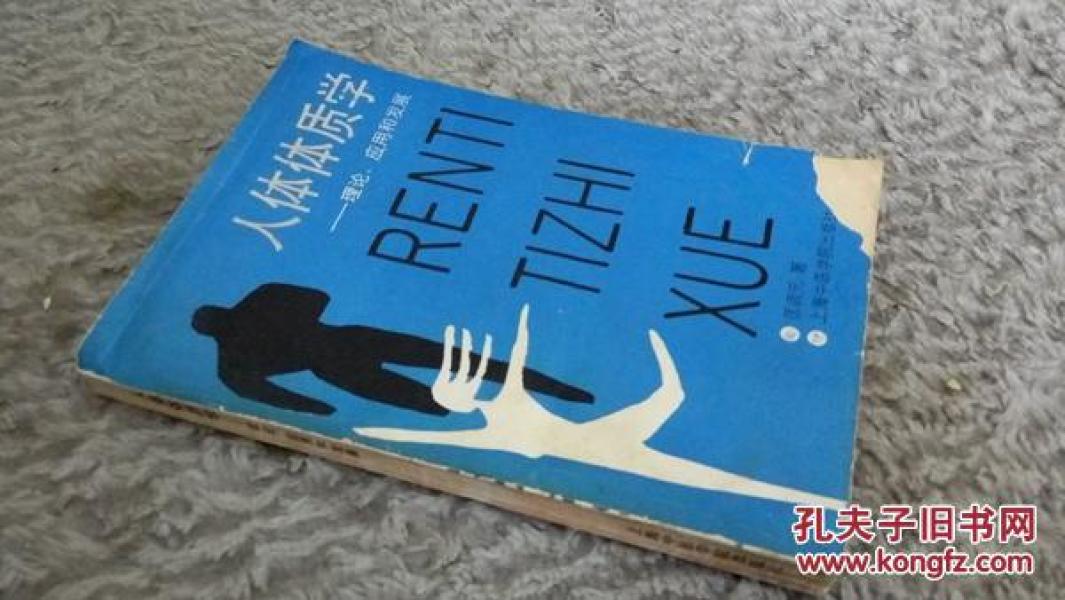 人体体质学
——理论、应用和发展
RENTI
TIZHI
XUE
著
上海中医学院出版社
孔夫子旧书网
www.kongfz.com